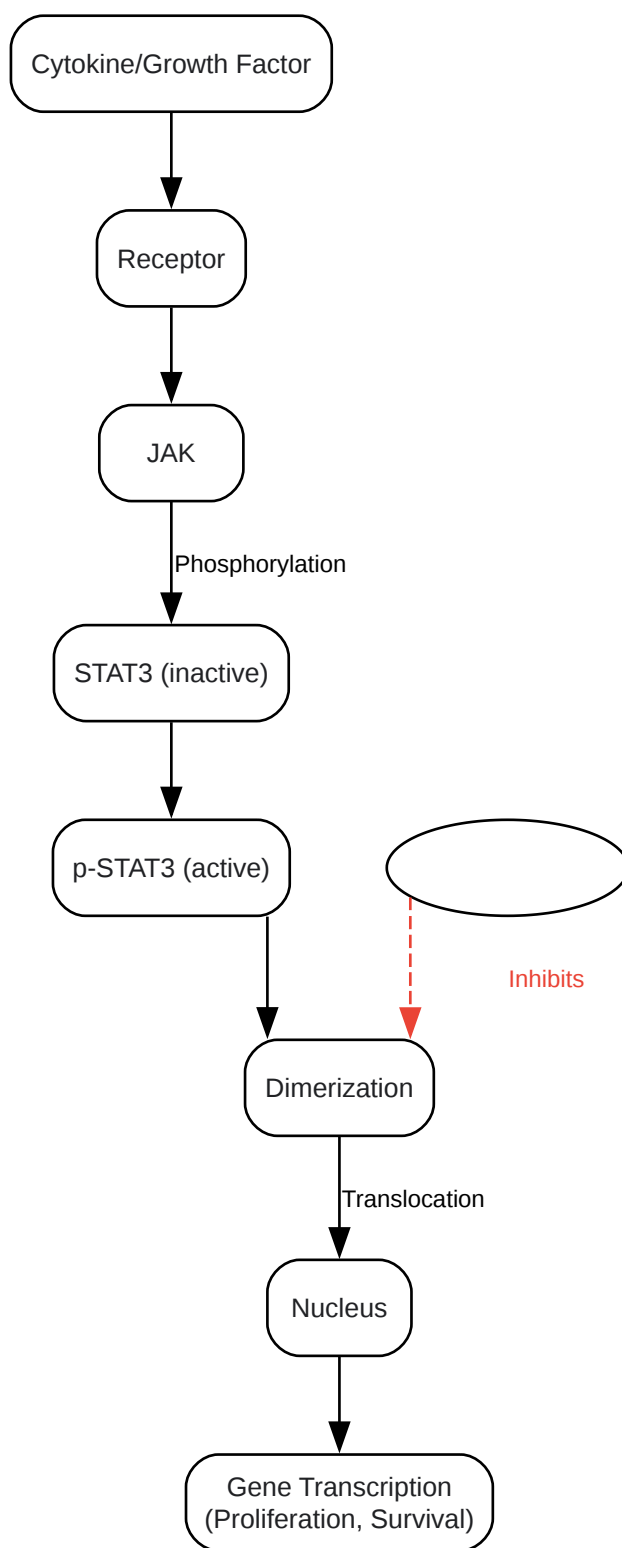 Cytokine/Growth Factor
Receptor
JAK
Phosphorylation
STAT3 (inactive)
p-STAT3 (active)
Inhibits
Dimerization
Translocation
Nucleus
Gene Transcription
(Proliferation, Survival)